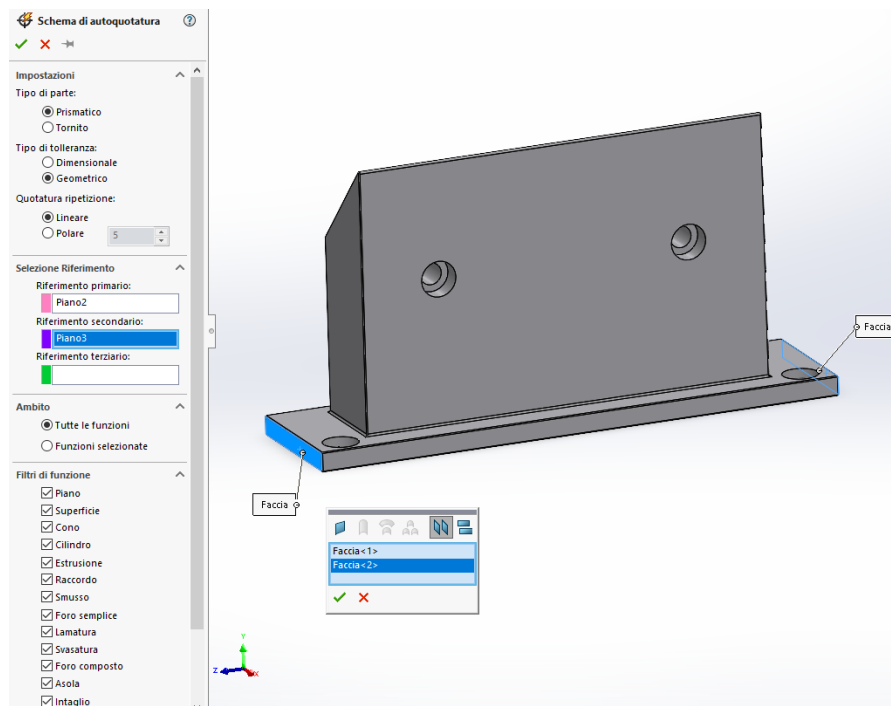 Schema di autoquotatura
Impostazioni
Tipo di parte:
Prismatico
Tornito
Tipo di tolleranza:
Dimensionale
Geometrico
Quotatura ripetizione:
Lineare
Polare
5
Selezione Riferimento
Riferimento primario:
Piano2
Riferimento secondario:
Piano3
Riferimento terziario:
Ambito
Tutte le funzioni
Funzioni selezionate
Filtri di funzione
Piano
Superficie
Cono
Cilindro
Estrusione
Raccordo
Smusso
Foro semplice
Lamatura
Svasatura
Foro composto
Asola
Intaglio
Faccia
Faccia
Faccia<1>
Faccia<2>
Y
Z
X